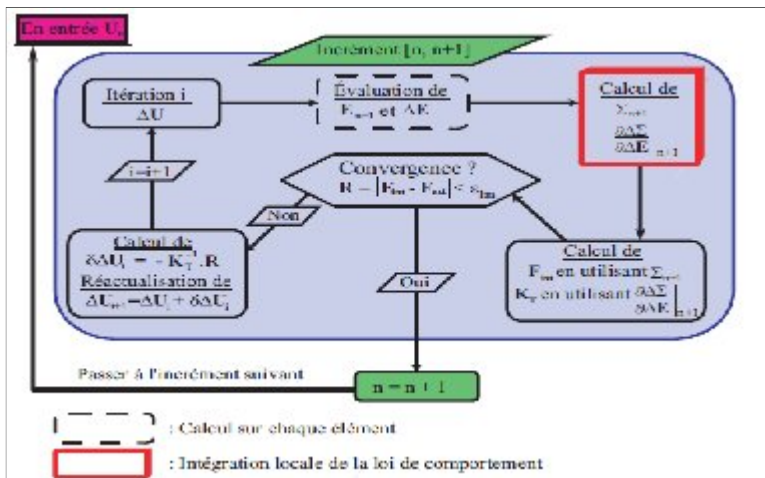 En entrée Uₙ
Incrément [n, n+1]
Itération i
ΔU
Évaluation de
Eₙ₊₁ et ΔE
Calcul de
Σₙ₊₁
∂ΔΣ
∂ΔE n+1
i=i+1
Convergence ?
R = |Fᵢₙₜ - Fₑₓₜ| < εₗᵢₘ
Non
Calcul de
δΔUᵢ = - K_T⁻¹.R
Réactualisation de
ΔUᵢ₊₁=ΔUᵢ + δΔUᵢ
Oui
Calcul de
Fᵢₙₜ en utilisant Σₙ₊₁
K_T en utilisant ∂ΔΣ
∂ΔE |n+1
Passer à l'incrément suivant
n = n + 1
: Calcul sur chaque élément
: Intégration locale de la loi de comportement